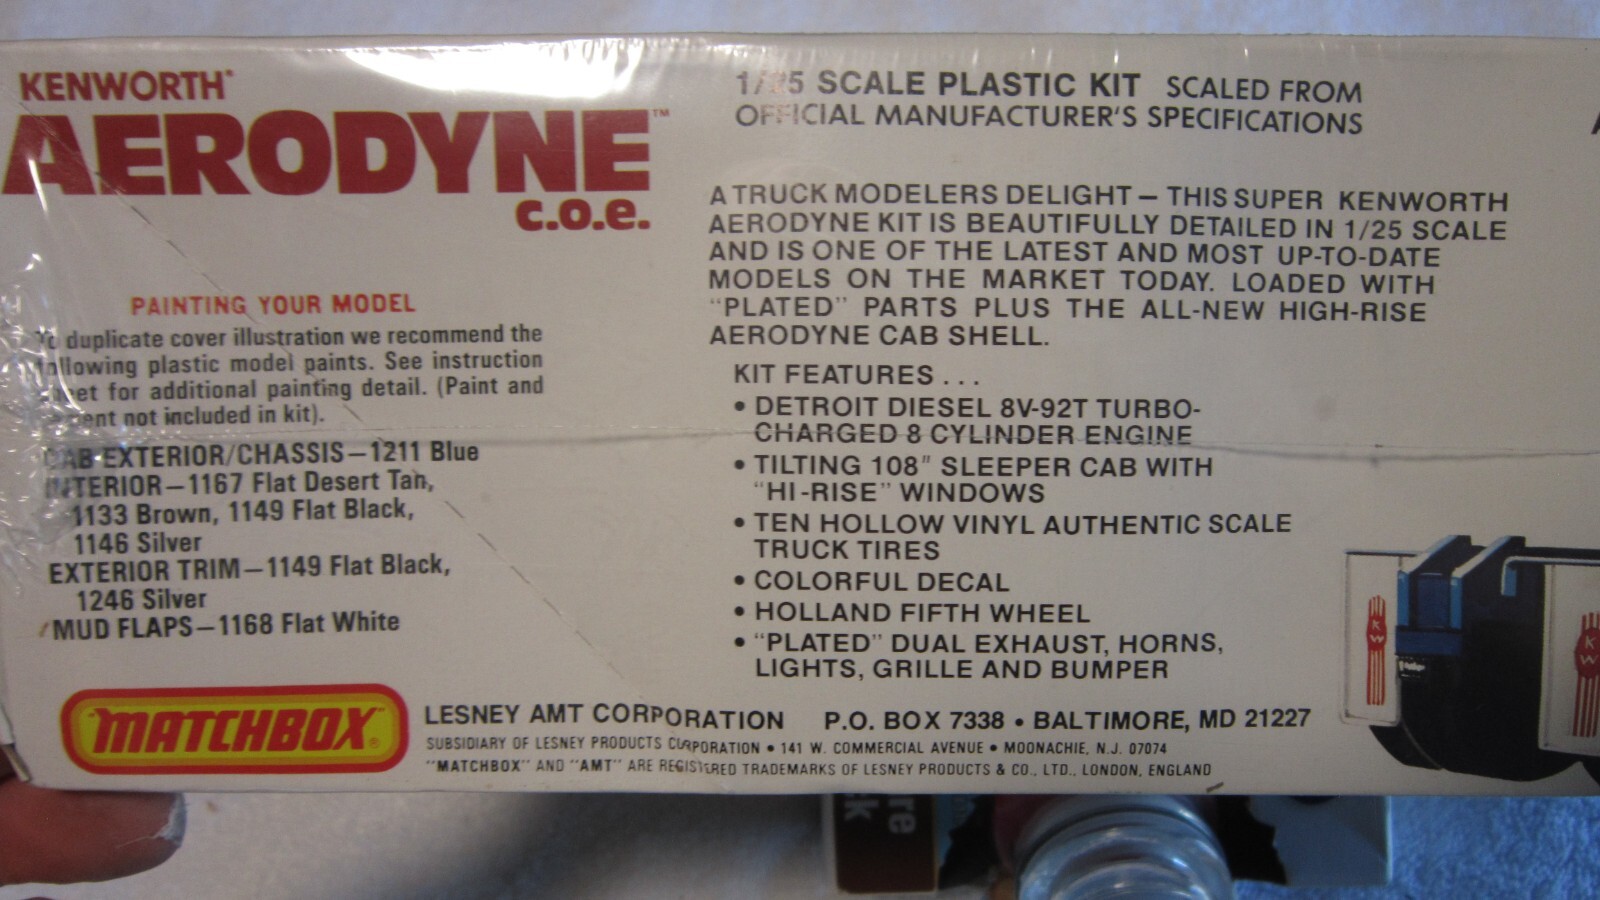 KENWORTH
AERODYNE™
c.o.e.
PAINTING YOUR MODEL
To duplicate cover illustration we recommend the
following plastic model paints. See instruction
sheet for additional painting detail. (Paint and
cement not included in kit).
CAB EXTERIOR/CHASSIS—1211 Blue
INTERIOR—1167 Flat Desert Tan,
1133 Brown, 1149 Flat Black,
1146 Silver
EXTERIOR TRIM—1149 Flat Black,
1246 Silver
MUD FLAPS—1168 Flat White
1/25 SCALE PLASTIC KIT SCALED FROM
OFFICIAL MANUFACTURER'S SPECIFICATIONS
A TRUCK MODELERS DELIGHT — THIS SUPER KENWORTH
AERODYNE KIT IS BEAUTIFULLY DETAILED IN 1/25 SCALE
AND IS ONE OF THE LATEST AND MOST UP-TO-DATE
MODELS ON THE MARKET TODAY. LOADED WITH
"PLATED" PARTS PLUS THE ALL-NEW HIGH-RISE
AERODYNE CAB SHELL.
KIT FEATURES . . .
• DETROIT DIESEL 8V-92T TURBO-
CHARGED 8 CYLINDER ENGINE
• TILTING 108" SLEEPER CAB WITH
"HI-RISE" WINDOWS
• TEN HOLLOW VINYL AUTHENTIC SCALE
TRUCK TIRES
• COLORFUL DECAL
• HOLLAND FIFTH WHEEL
• "PLATED" DUAL EXHAUST, HORNS,
LIGHTS, GRILLE AND BUMPER
KW
KW
"MATCHBOX"®
LESNEY AMT CORPORATION P.O. BOX 7338 • BALTIMORE, MD 21227
SUBSIDIARY OF LESNEY PRODUCTS CORPORATION • 141 W. COMMERCIAL AVENUE • MOONACHIE, N.J. 07074
"MATCHBOX" AND "AMT" ARE REGISTERED TRADEMARKS OF LESNEY PRODUCTS & CO., LTD., LONDON, ENGLAND